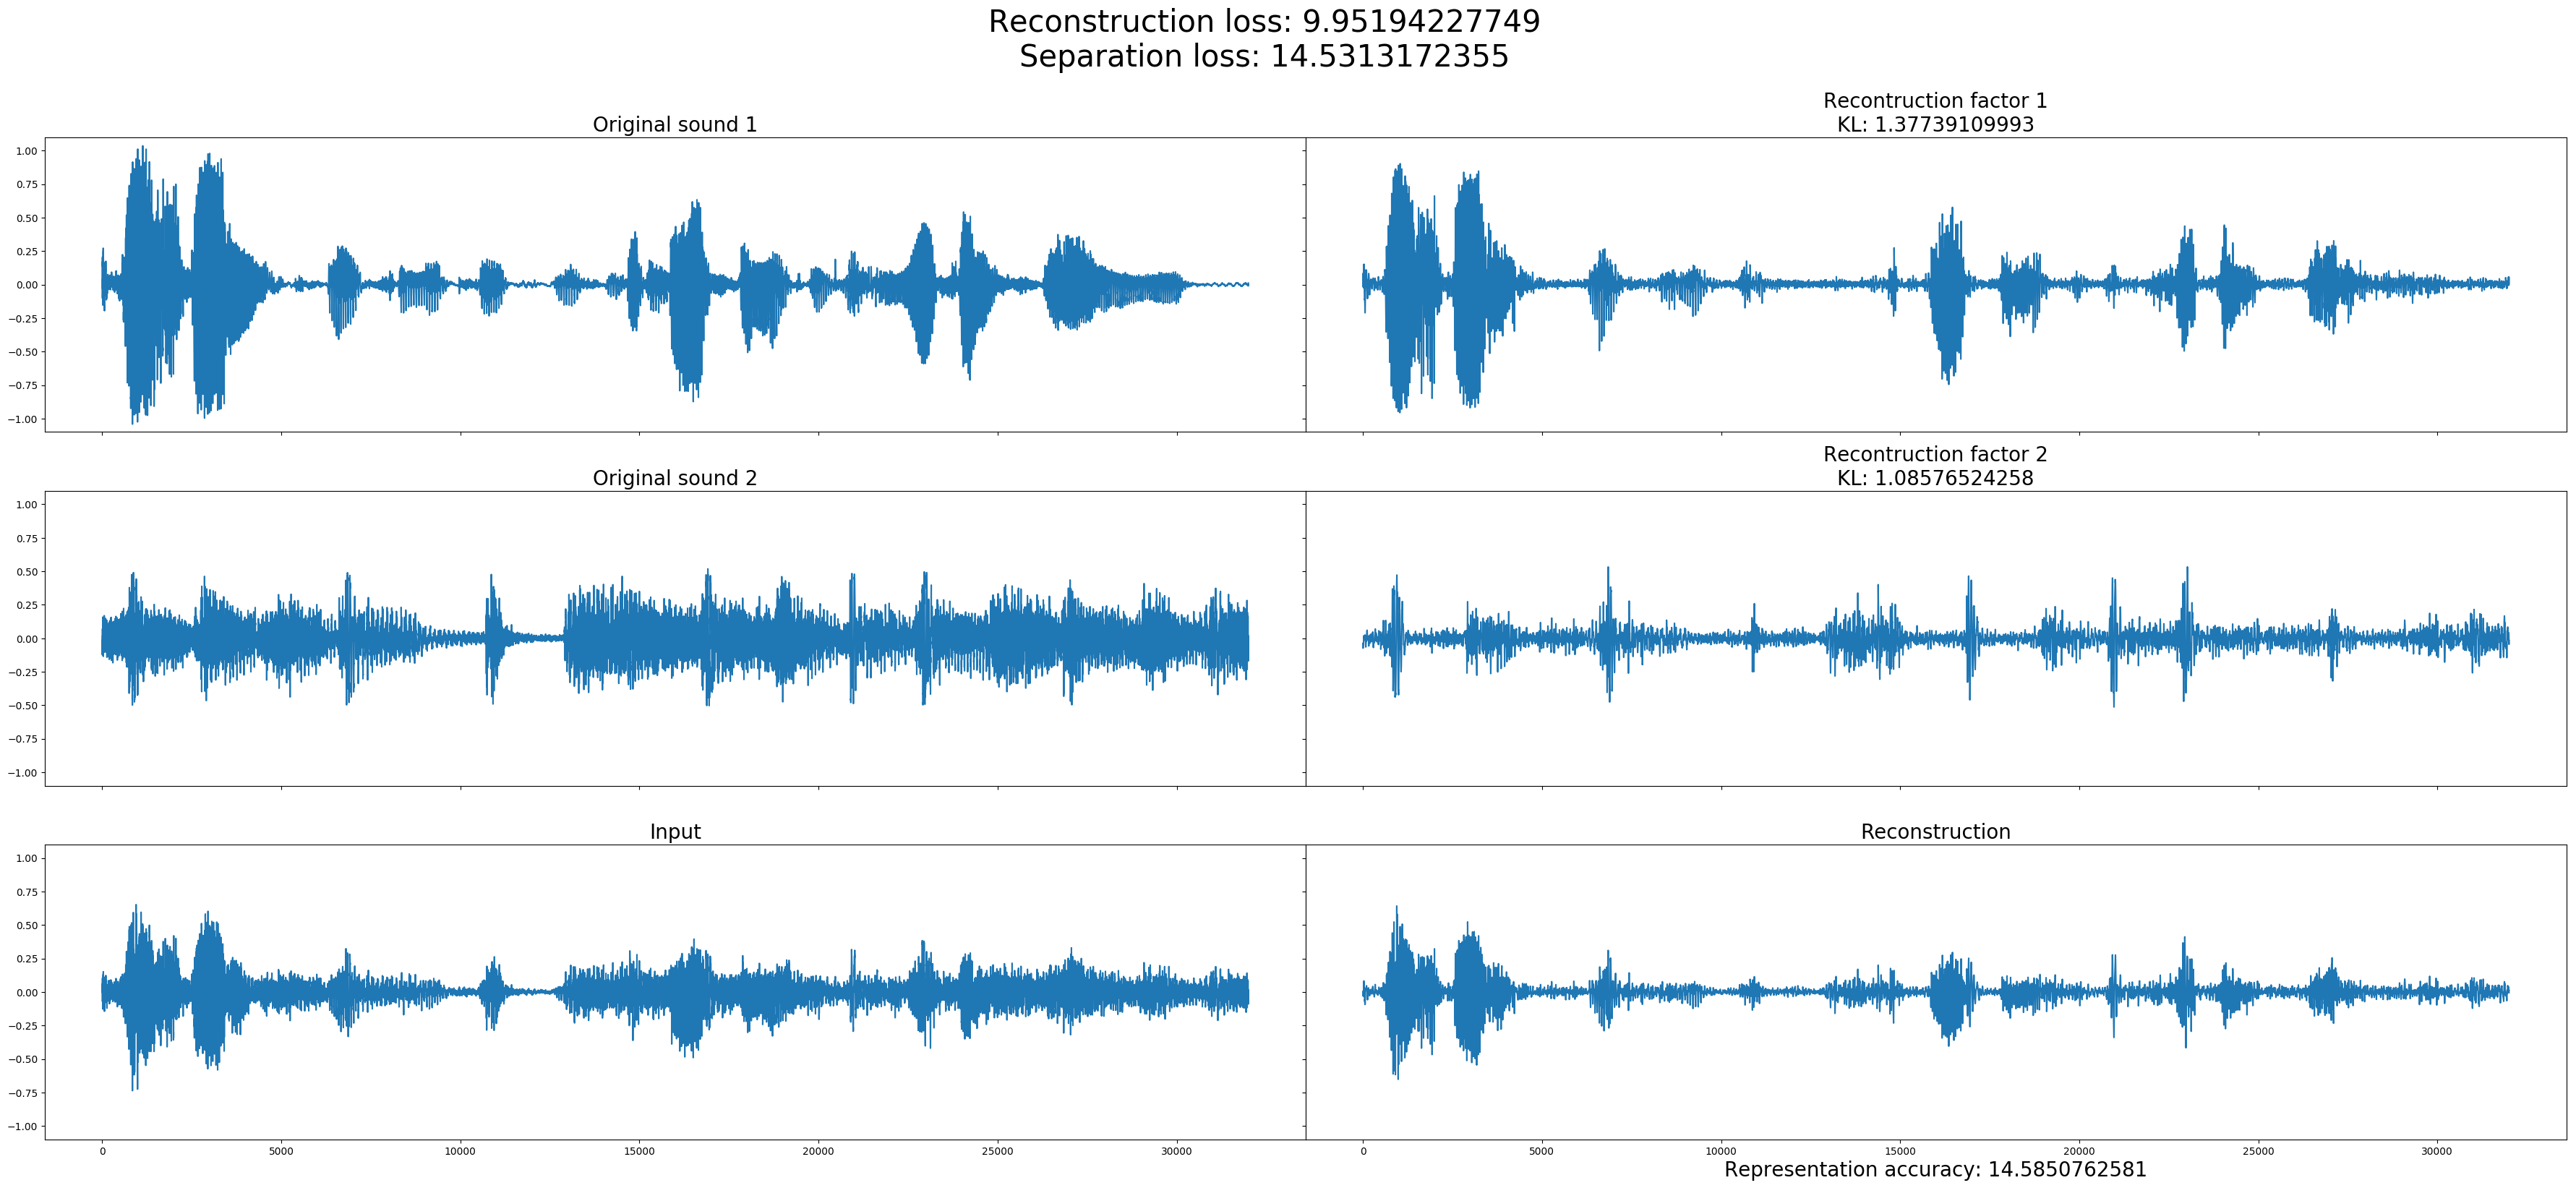 Reconstruction loss: 9.95194227749
Separation loss: 14.5313172355
Original sound 1
Recontruction factor 1
KL: 1.37739109993
1.00
0.75
0.50
0.25
0.00
−0.25
−0.50
−0.75
−1.00
Original sound 2
Recontruction factor 2
KL: 1.08576524258
1.00
0.75
0.50
0.25
0.00
−0.25
−0.50
−0.75
−1.00
Input
Reconstruction
1.00
0.75
0.50
0.25
0.00
−0.25
−0.50
−0.75
−1.00
0 5000 10000 15000 20000 25000 30000 0 5000 10000 15000 20000 25000 30000
Representation accuracy: 14.5850762581